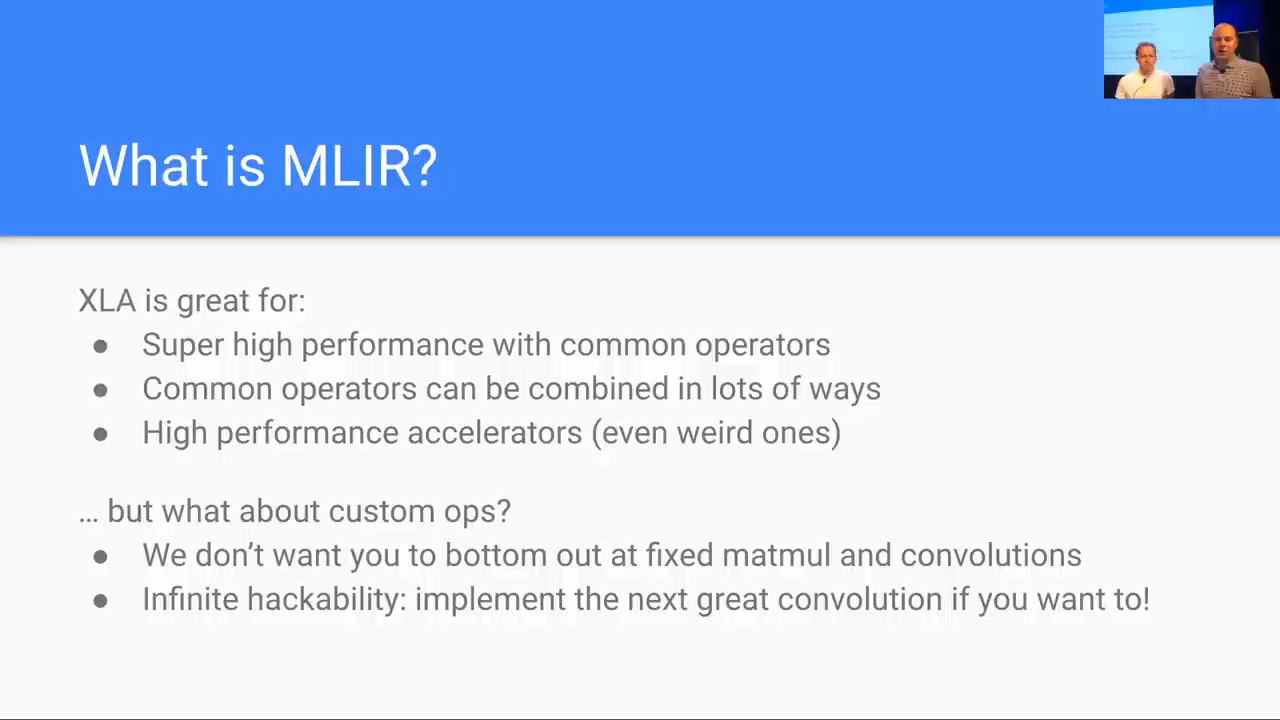 What is MLIR?
XLA is great for:
● Super high performance with common operators
● Common operators can be combined in lots of ways
● High performance accelerators (even weird ones)
… but what about custom ops?
● We don’t want you to bottom out at fixed matmul and convolutions
● Infinite hackability: implement the next great convolution if you want to!